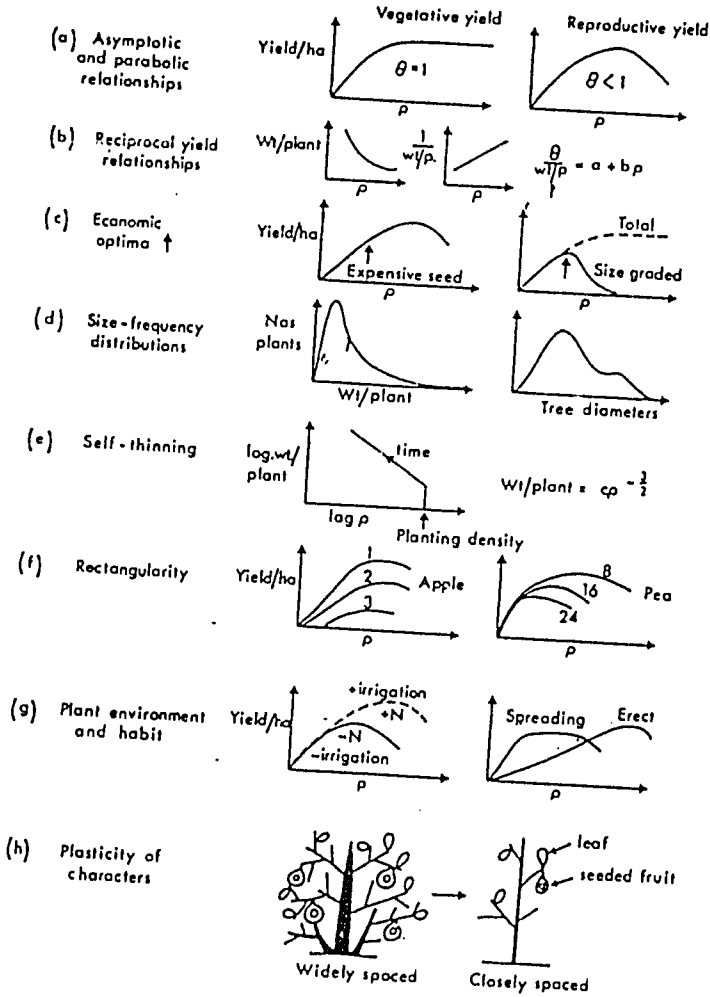 Vegetative yield
Reproductive yield
(a) Asymptotic
and parabolic
relationships
Yield/ha
θ = 1
ρ
θ < 1
ρ
(b) Reciprocal yield
relationships
Wt/plant
ρ
1
wt/p.
ρ
θ
wt/p = a + bρ
(c) Economic
optima ↑
Yield/ha
Expensive seed
ρ
Total
Size graded
ρ
(d) Size-frequency
distributions
Nos
plants
Wt/plant
Tree diameters
(e) Self-thinning
log.wt/
plant
time
log ρ
Planting density
Wt/plant = cρ -3/2
(f) Rectangularity
Yield/ha
1
2
3
Apple
ρ
8
16
24
Pea
ρ
(g) Plant environment
and habit
Yield/ha
+irrigation
+N
-N
-irrigation
ρ
Spreading
Erect
ρ
(h) Plasticity of
characters
leaf
seeded fruit
Widely spaced
Closely spaced